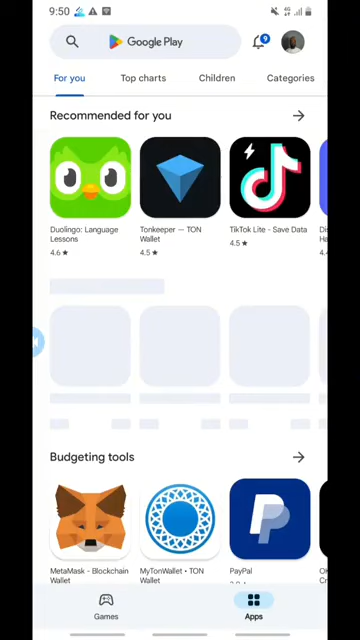 9:50
Google Play
9
For you Top charts Children Categories
Recommended for you
Duolingo: Language Lessons
4.6 ★
Tonkeeper — TON Wallet
4.5 ★
TikTok Lite - Save Data
4.5 ★
Budgeting tools
MetaMask - Blockchain Wallet
MyTonWallet • TON Wallet
PayPal
Games
Apps